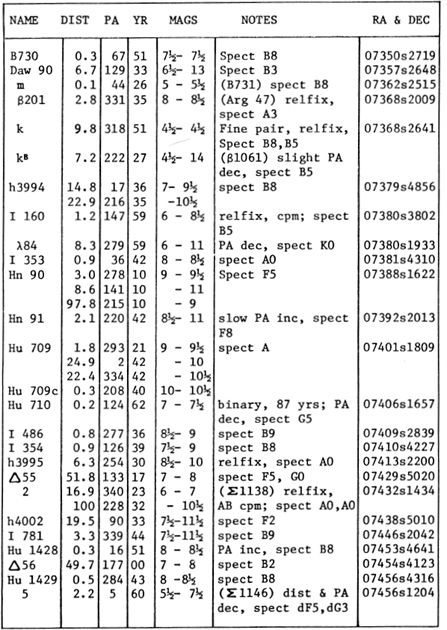 NAME DIST PA YR MAGS NOTES RA & DEC
B730 0.3 67 51 7½- 7½ Spect B8 07350s2719
Daw 90 6.7 129 33 6½- 13 Spect B3 07357s2648
m 0.1 44 26 5 - 5½ (B731) spect B8 07362s2515
β201 2.8 331 35 8 - 8½ (Arg 47) relfix, 07368s2009
spect A3
k 9.8 318 51 4½- 4½ Fine pair, relfix, 07368s2641
Spect B8,B5
kᴮ 7.2 222 27 4½- 14 (β1061) slight PA
dec, spect B5
h3994 14.8 17 36 7- 9½ spect B8 07379s4856
22.9 216 35 -10½
I 160 1.2 147 59 6 - 8½ relfix, cpm; spect 07380s3802
B5
λ84 8.3 279 59 6 - 11 PA dec, spect K0 07380s1933
I 353 0.9 36 42 8 - 8½ spect A0 07381s4310
Hn 90 3.0 278 10 9 - 9½ Spect F5 07388s1622
8.6 141 10 - 11
97.8 215 10 - 9
Hn 91 2.1 220 42 8½- 11 slow PA inc, spect 07392s2013
F8
Hu 709 1.8 293 21 9 - 9½ spect A 07401s1809
24.9 2 42 - 10
22.4 334 42 - 10½
Hu 709c 0.3 208 40 10- 10½
Hu 710 0.2 124 62 7 - 7½ binary, 87 yrs; PA 07406s1657
dec, spect G5
I 486 0.8 277 36 8½- 9 spect B9 07409s2839
I 354 0.9 126 39 7½- 9 spect B8 07410s4227
h3995 6.3 254 30 8½- 10 relfix, spect A0 07413s2200
Δ55 51.8 133 17 7 - 8 spect F5, G0 07429s5020
2 16.9 340 23 6 - 7 (Σ1138) relfix, 07432s1434
100 228 32 - 10½ AB cpm; spect A0,A0
h4002 19.5 90 33 7½-11½ spect F2 07438s5010
I 781 3.3 339 44 7½-11½ spect B9 07446s2042
Hu 1428 0.3 16 51 8 - 8½ PA inc, spect B8 07453s4641
Δ56 49.7 177 00 7 - 8 spect B2 07454s4123
Hu 1429 0.5 284 43 8 -8½ spect B8 07456s4316
5 2.2 5 60 5½- 7½ (Σ1146) dist & PA 07456s1204
dec, spect dF5,dG3